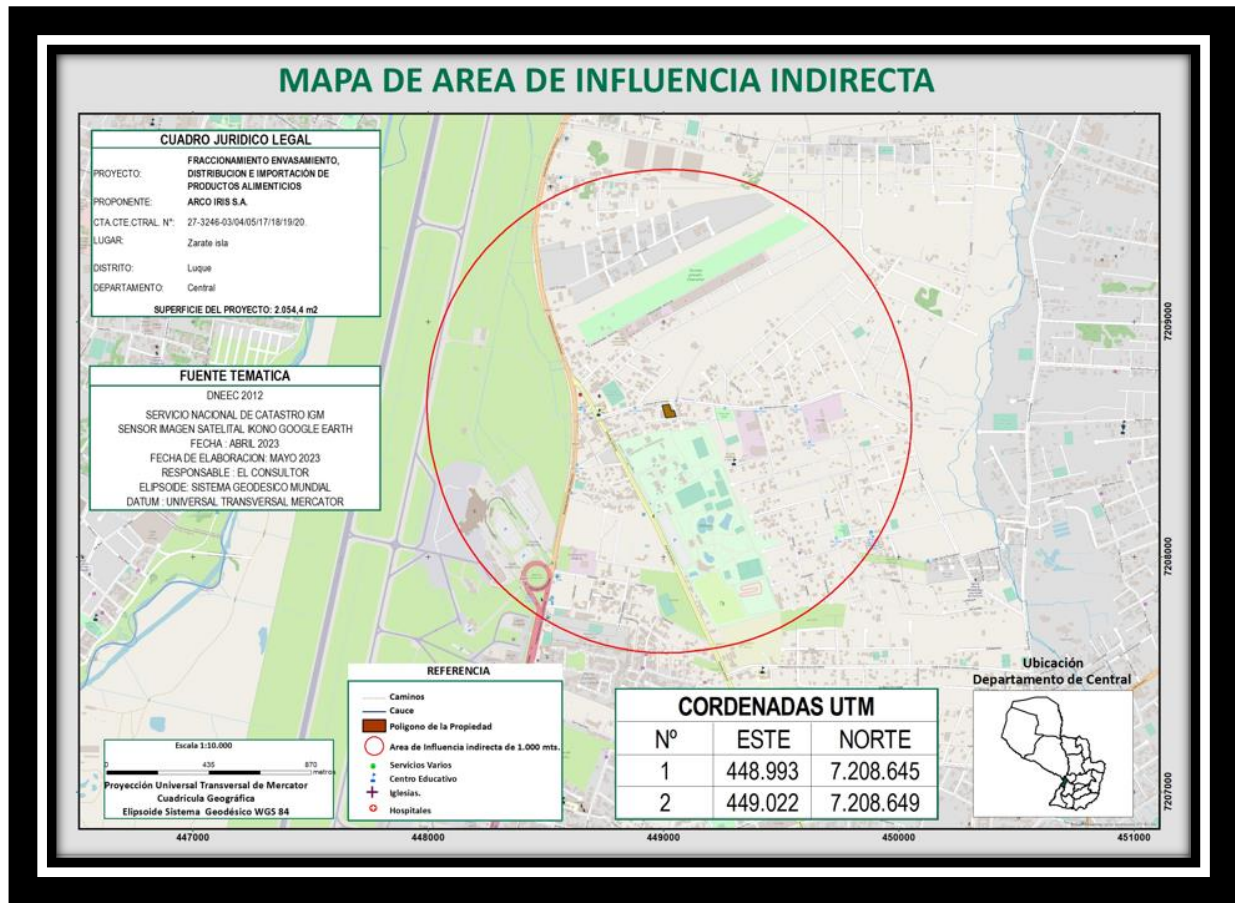 MAPA DE AREA DE INFLUENCIA INDIRECTA
CUADRO JURIDICO LEGAL
PROYECTO: FRACCIONAMIENTO ENVASAMIENTO,
DISTRIBUCION E IMPORTACIÓN DE
PRODUCTOS ALIMENTICIOS
PROPONENTE: ARCO IRIS S.A.
CTA.CTE.CTRAL. Nº: 27-3246-03/04/05/17/18/19/20.
LUGAR: Zarate isla
DISTRITO: Luque
DEPARTAMENTO: Central
SUPERFICIE DEL PROYECTO: 2.054,4 m2
FUENTE TEMATICA
DNEEC 2012
SERVICIO NACIONAL DE CATASTRO IGM
SENSOR IMAGEN SATELITAL IKONO GOOGLE EARTH
FECHA : ABRIL 2023
FECHA DE ELABORACION: MAYO 2023
RESPONSABLE : EL CONSULTOR
ELIPSOIDE: SISTEMA GEODESICO MUNDIAL
DATUM : UNIVERSAL TRANSVERSAL MERCATOR
7209000
7208000
7207000
REFERENCIA
Caminos
Cauce
Poligono de la Propiedad
Area de Influencia indirecta de 1.000 mts.
Servicios Varios
Centro Educativo
Iglesias.
Hospitales
Escala 1:10.000
0 435 870
metros
Proyección Universal Transversal de Mercator
Cuadrícula Geográfica
Elipsoide Sistema Geodésico WGS 84
CORDENADAS UTM
Nº ESTE NORTE
1 448.993 7.208.645
2 449.022 7.208.649
Ubicación
Departamento de Central
447000 448000 449000 450000 451000